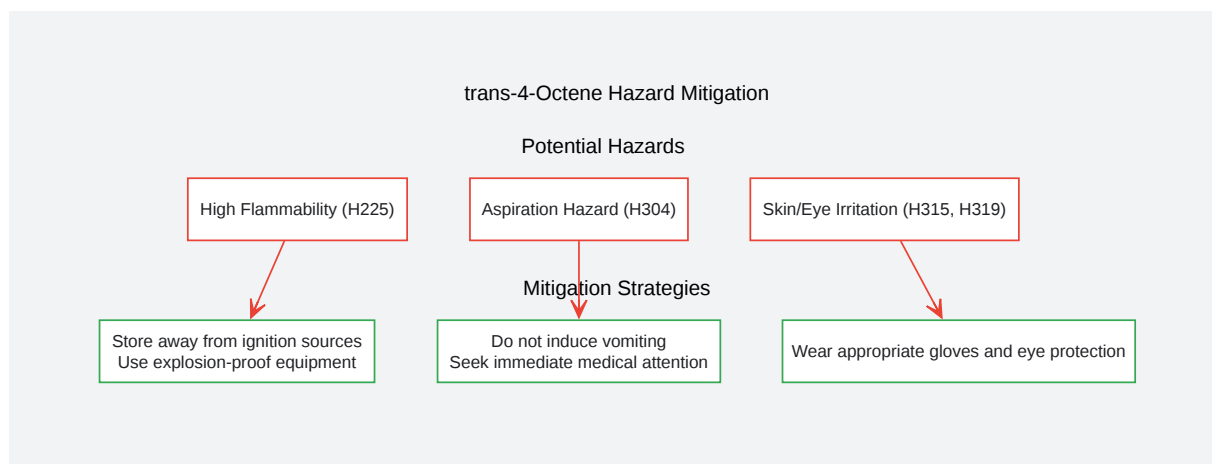 trans-4-Octene Hazard Mitigation
Potential Hazards
High Flammability (H225)
Aspiration Hazard (H304)
Skin/Eye Irritation (H315, H319)
Mitigation Strategies
Store away from ignition sources
Use explosion-proof equipment
Do not induce vomiting
Seek immediate medical attention
Wear appropriate gloves and eye protection